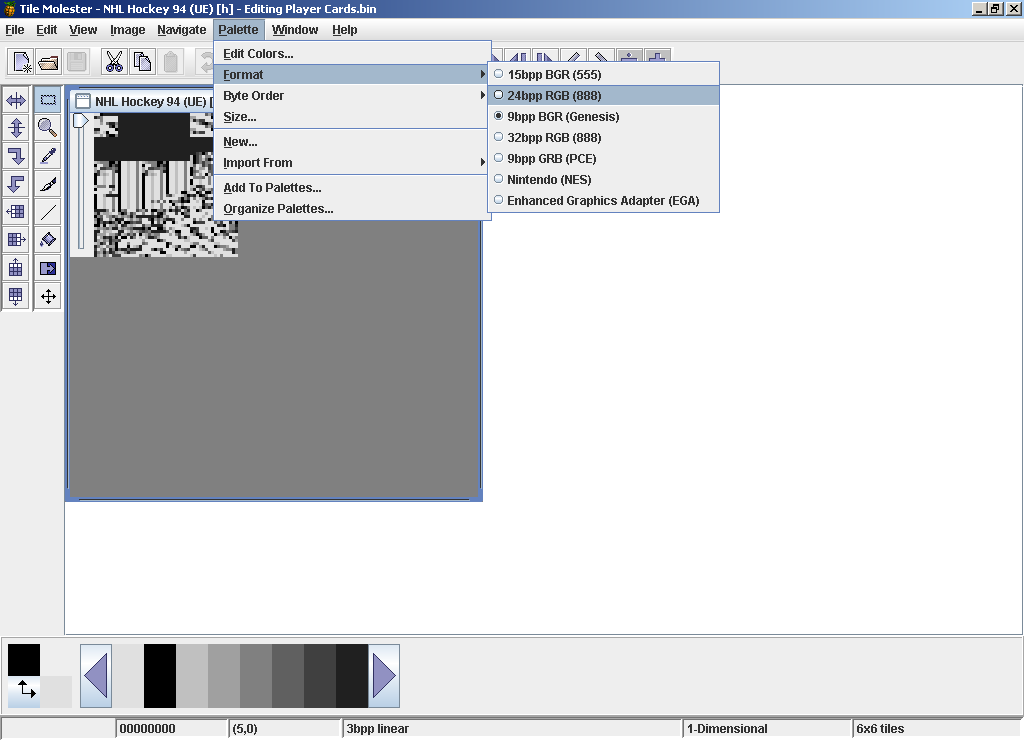 Tile Molester - NHL Hockey 94 (UE) [h] - Editing Player Cards.bin
File Edit View Image Navigate Palette Window Help
Edit Colors...
Format
Byte Order
Size...
New...
Import From
Add To Palettes...
Organize Palettes...
15bpp BGR (555)
24bpp RGB (888)
9bpp BGR (Genesis)
32bpp RGB (888)
9bpp GRB (PCE)
Nintendo (NES)
Enhanced Graphics Adapter (EGA)
NHL Hockey 94 (UE) [
00000000 (5,0) 3bpp linear 1-Dimensional 6x6 tiles